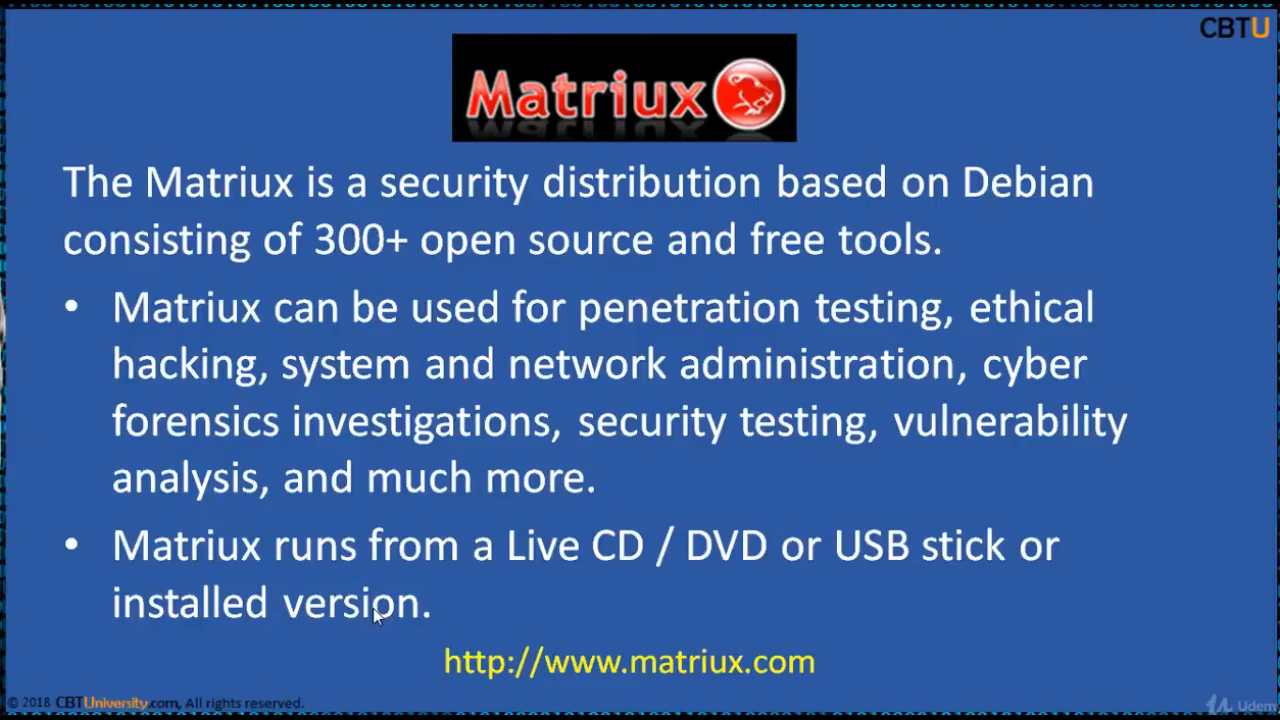 CBTU
Matriux
The Matriux is a security distribution based on Debian
consisting of 300+ open source and free tools.
• Matriux can be used for penetration testing, ethical
hacking, system and network administration, cyber
forensics investigations, security testing, vulnerability
analysis, and much more.
• Matriux runs from a Live CD / DVD or USB stick or
installed version.
http://www.matriux.com
© 2018 CBTUniversity.com, All rights reserved.
Udem